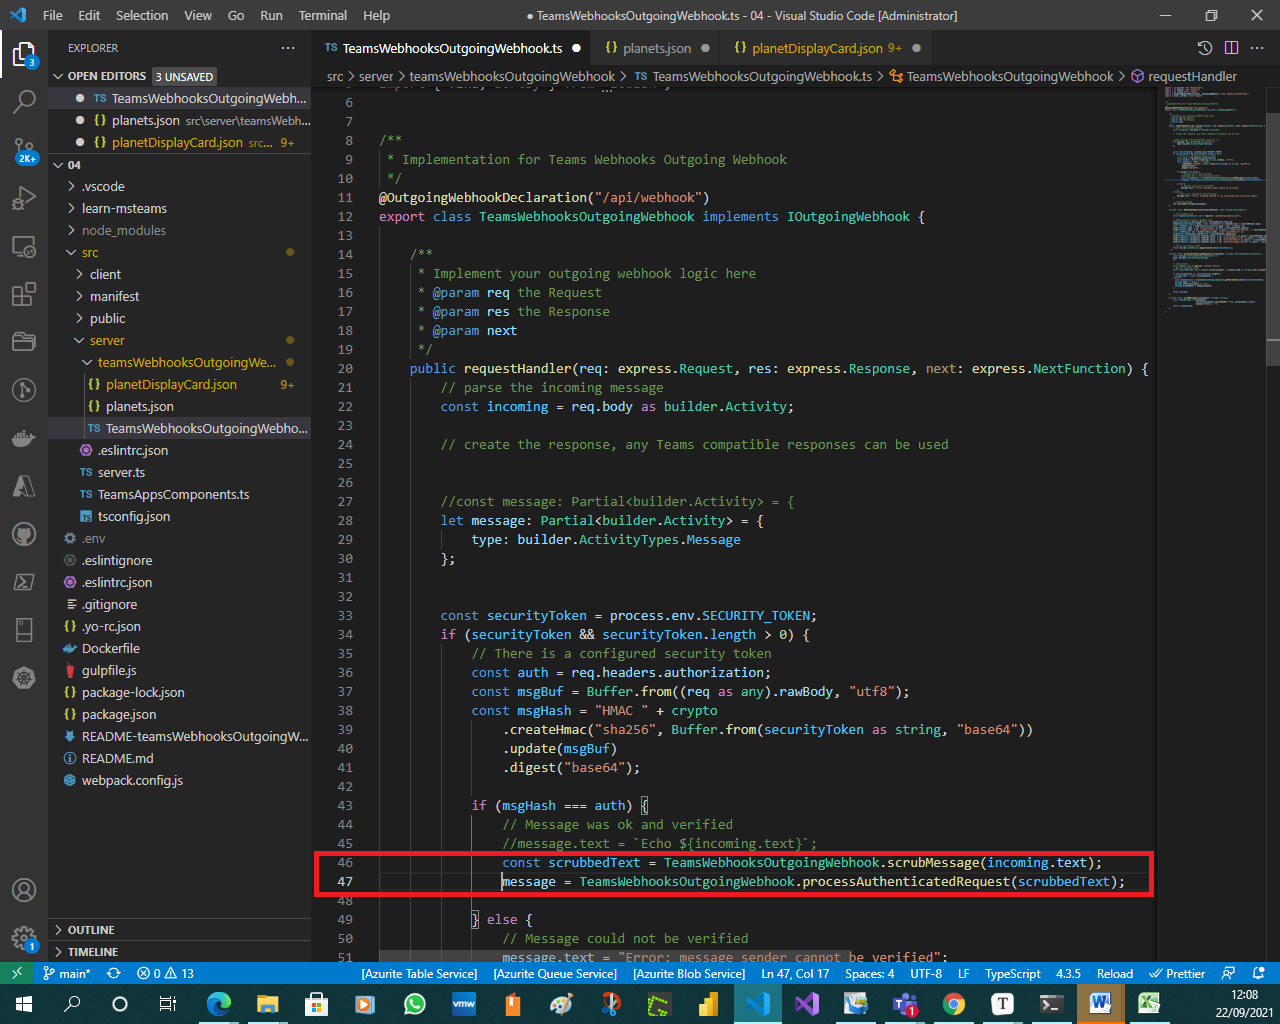 File Edit Selection View Go Run Terminal Help
● TeamsWebhooksOutgoingWebhook.ts - 04 - Visual Studio Code [Administrator]
EXPLORER
OPEN EDITORS 3 UNSAVED
TS TeamsWebhooksOutgoingWebh...
{} planets.json src\server\teamsWebh...
{} planetDisplayCard.json src... 9+
04
.vscode
learn-msteams
node_modules
src
client
manifest
public
server
teamsWebhooksOutgoingWe...
{} planetDisplayCard.json 9+
{} planets.json
TS TeamsWebhooksOutgoingWebho...
.eslintrc.json
TS server.ts
TS TeamsAppsComponents.ts
TS tsconfig.json
.env
.eslintignore
.eslintrc.json
.gitignore
{} .yo-rc.json
Dockerfile
gulpfile.js
{} package-lock.json
{} package.json
README-teamsWebhooksOutgoingW...
README.md
webpack.config.js
OUTLINE
TIMELINE
3
2K+
1
TS TeamsWebhooksOutgoingWebhook.ts ●
{} planets.json ●
{} planetDisplayCard.json 9+ ●
src > server > teamsWebhooksOutgoingWebhook > TS TeamsWebhooksOutgoingWebhook.ts > TeamsWebhooksOutgoingWebhook > requestHandler
6
7
8 /**
9 * Implementation for Teams Webhooks Outgoing Webhook
10 */
11 @OutgoingWebhookDeclaration("/api/webhook")
12 export class TeamsWebhooksOutgoingWebhook implements IOutgoingWebhook {
13
14 /**
15 * Implement your outgoing webhook logic here
16 * @param req the Request
17 * @param res the Response
18 * @param next
19 */
20 public requestHandler(req: express.Request, res: express.Response, next: express.NextFunction) {
21 // parse the incoming message
22 const incoming = req.body as builder.Activity;
23
24 // create the response, any Teams compatible responses can be used
25
26
27 //const message: Partial<builder.Activity> = {
28 let message: Partial<builder.Activity> = {
29 type: builder.ActivityTypes.Message
30 };
31
32
33 const securityToken = process.env.SECURITY_TOKEN;
34 if (securityToken && securityToken.length > 0) {
35 // There is a configured security token
36 const auth = req.headers.authorization;
37 const msgBuf = Buffer.from((req as any).rawBody, "utf8");
38 const msgHash = "HMAC " + crypto
39 .createHmac("sha256", Buffer.from(securityToken as string, "base64"))
40 .update(msgBuf)
41 .digest("base64");
42
43 if (msgHash === auth) {
44 // Message was ok and verified
45 //message.text = `Echo ${incoming.text}`;
46 const scrubbedText = TeamsWebhooksOutgoingWebhook.scrubMessage(incoming.text);
47 message = TeamsWebhooksOutgoingWebhook.processAuthenticatedRequest(scrubbedText);
48
49 } else {
50 // Message could not be verified
51 message.text = "Error: message sender cannot be verified";
main* 0 13 [Azurite Table Service] [Azurite Queue Service] [Azurite Blob Service] Ln 47, Col 17 Spaces: 4 UTF-8 LF TypeScript 4.3.5 Reload Prettier
vmw
T
1
12:08
22/09/2021